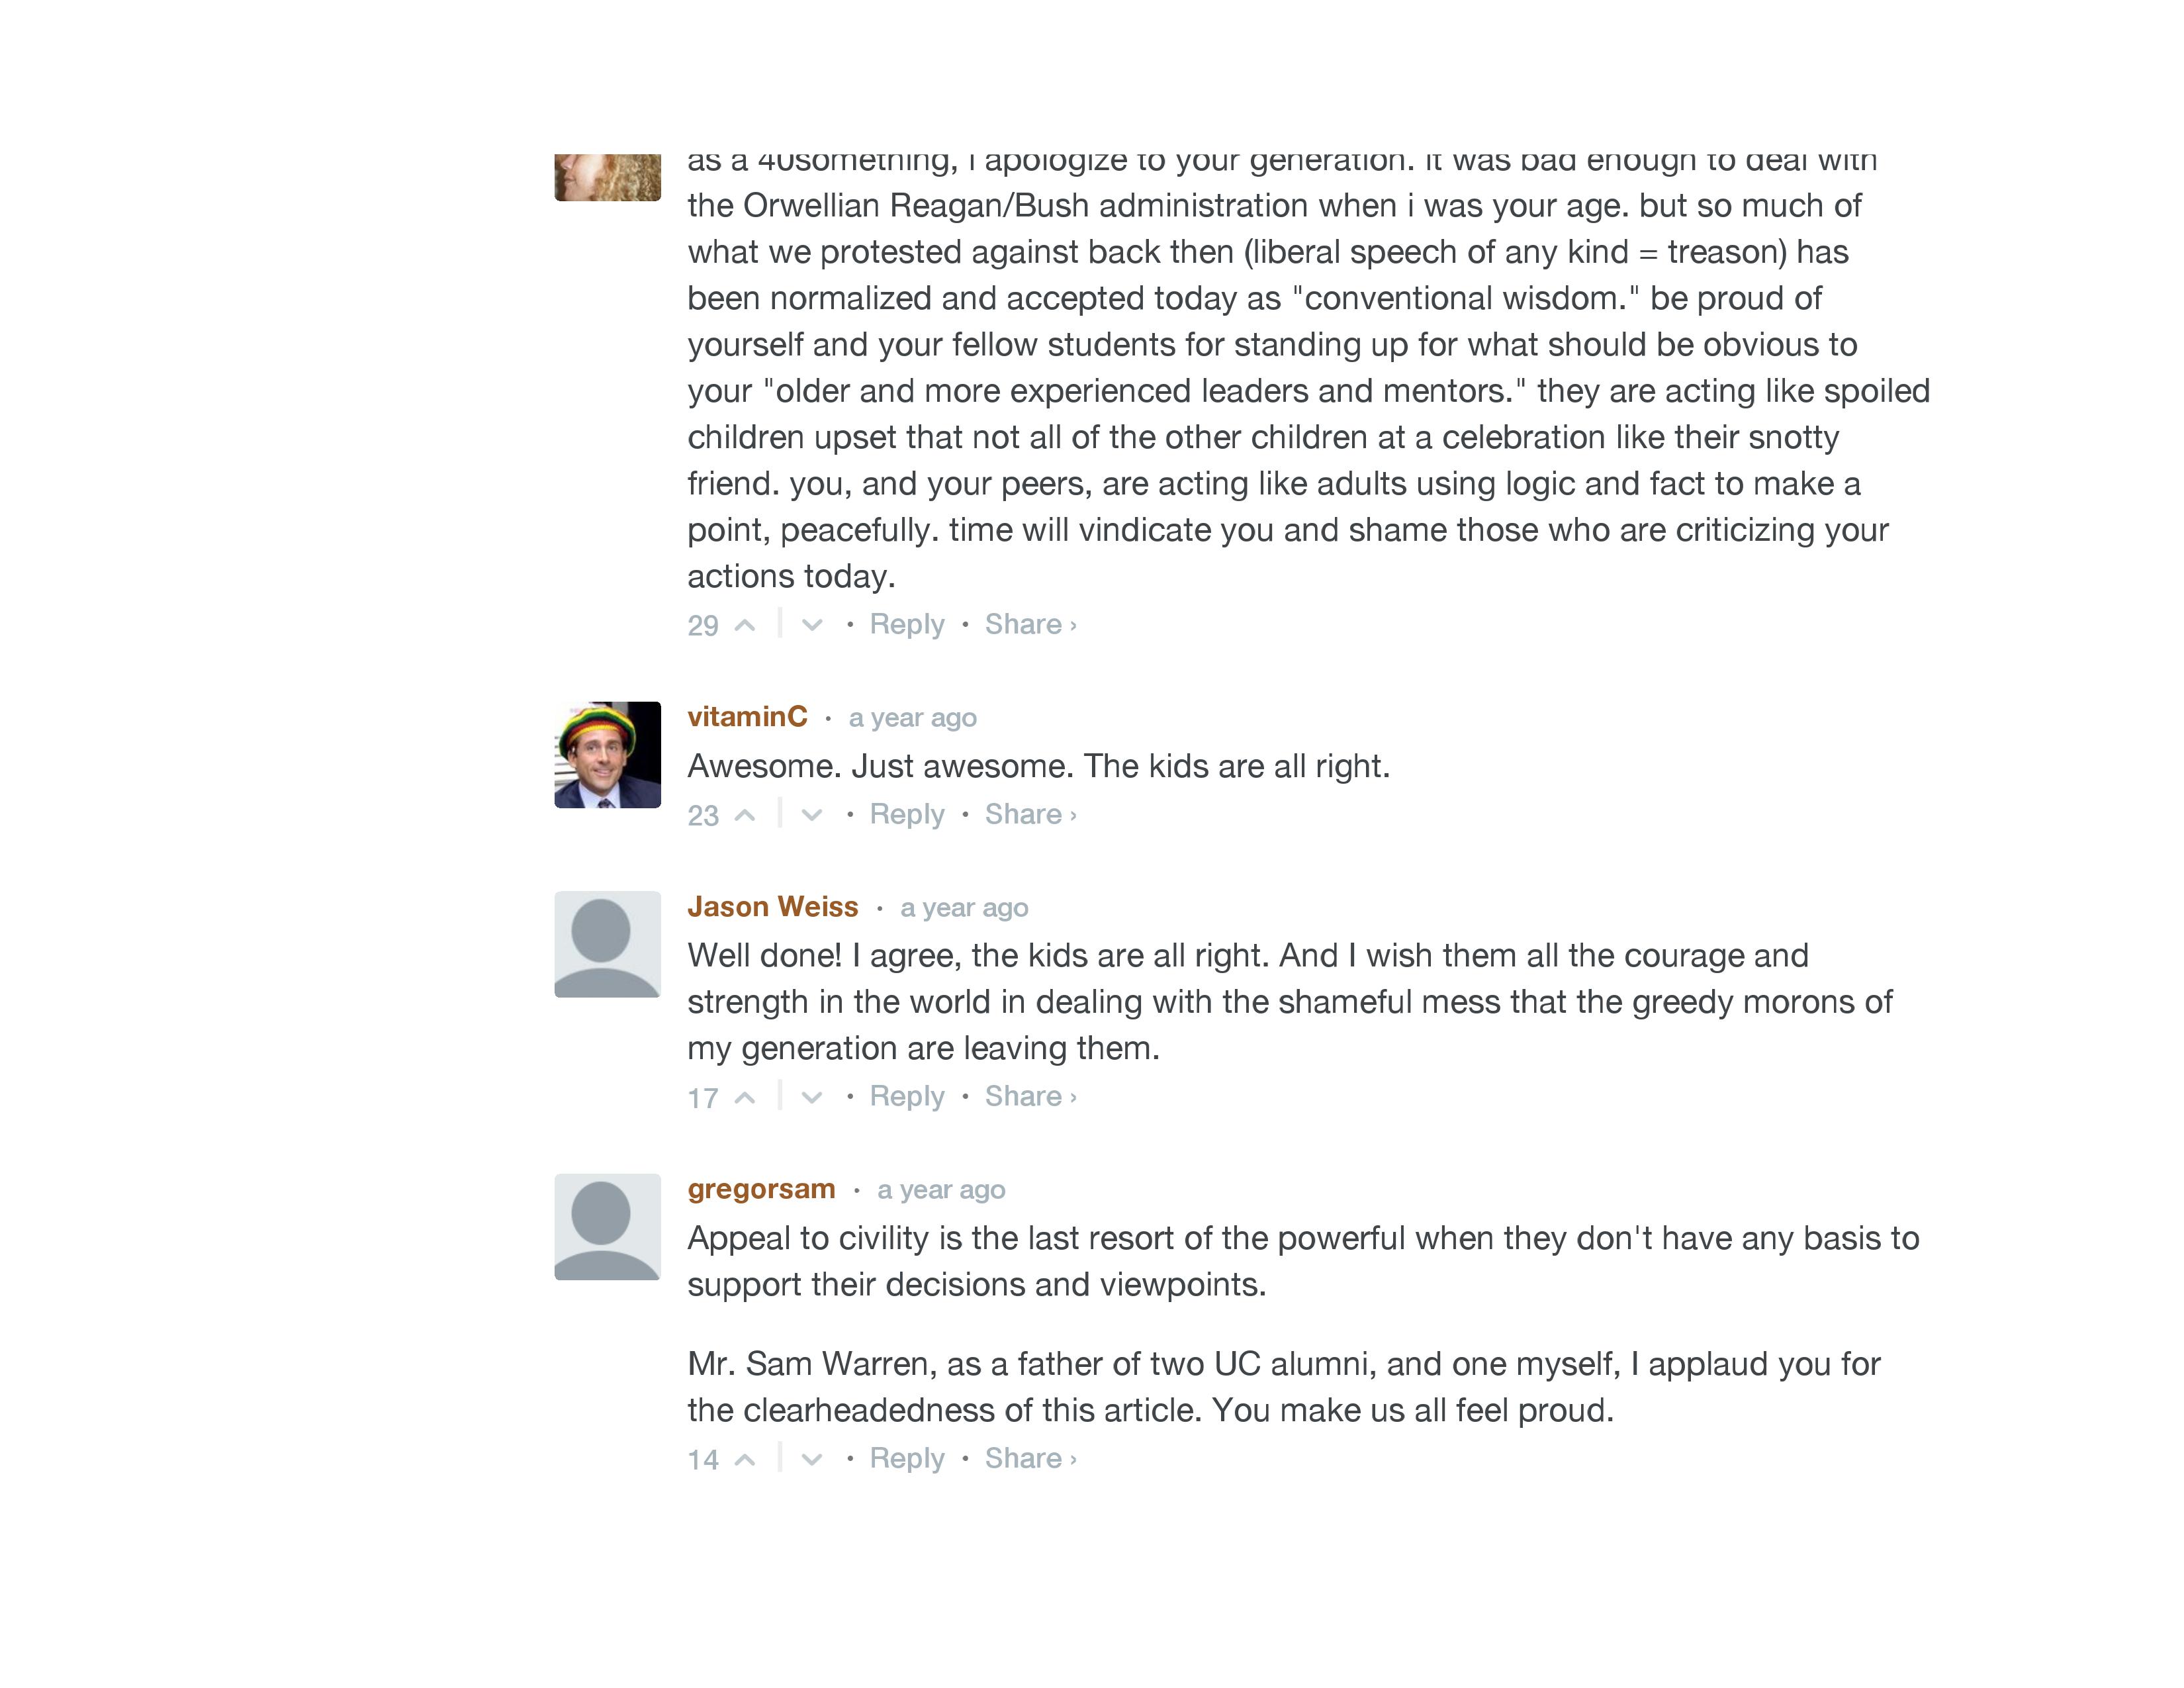 as a 40something, i apologize to your generation. it was bad enough to deal with
the Orwellian Reagan/Bush administration when i was your age. but so much of
what we protested against back then (liberal speech of any kind = treason) has
been normalized and accepted today as "conventional wisdom." be proud of
yourself and your fellow students for standing up for what should be obvious to
your "older and more experienced leaders and mentors." they are acting like spoiled
children upset that not all of the other children at a celebration like their snotty
friend. you, and your peers, are acting like adults using logic and fact to make a
point, peacefully. time will vindicate you and shame those who are criticizing your
actions today.
29 • Reply • Share ›
vitaminC • a year ago
Awesome. Just awesome. The kids are all right.
23 • Reply • Share ›
Jason Weiss • a year ago
Well done! I agree, the kids are all right. And I wish them all the courage and
strength in the world in dealing with the shameful mess that the greedy morons of
my generation are leaving them.
17 • Reply • Share ›
gregorsam • a year ago
Appeal to civility is the last resort of the powerful when they don't have any basis to
support their decisions and viewpoints.
Mr. Sam Warren, as a father of two UC alumni, and one myself, I applaud you for
the clearheadedness of this article. You make us all feel proud.
14 • Reply • Share ›